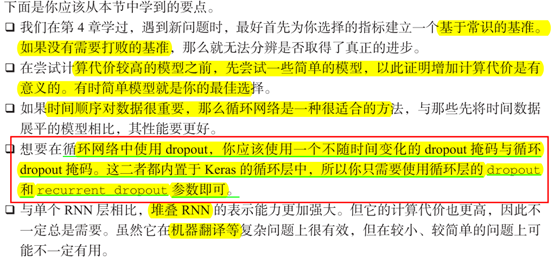 下面是你应该从本节中学到的要点。
❑ 我们在第 4 章学过，遇到新问题时，最好首先为你选择的指标建立一个基于常识的基准。
如果没有需要打败的基准，那么就无法分辨是否取得了真正的进步。
❑ 在尝试计算代价较高的模型之前，先尝试一些简单的模型，以此证明增加计算代价是有
意义的。有时简单模型就是你的最佳选择。
❑ 如果时间顺序对数据很重要，那么循环网络是一种很适合的方法，与那些先将时间数据
展平的模型相比，其性能要更好。
❑ 想要在循环网络中使用 dropout，你应该使用一个不随时间变化的 dropout 掩码与循环
dropout 掩码。这二者都内置于 Keras 的循环层中，所以你只需要使用循环层的 dropout
和 recurrent_dropout 参数即可。
❑ 与单个 RNN 层相比，堆叠 RNN 的表示能力更加强大。但它的计算代价也更高，因此不
一定总是需要。虽然它在机器翻译等复杂问题上很有效，但在较小、较简单的问题上可
能不一定有用。